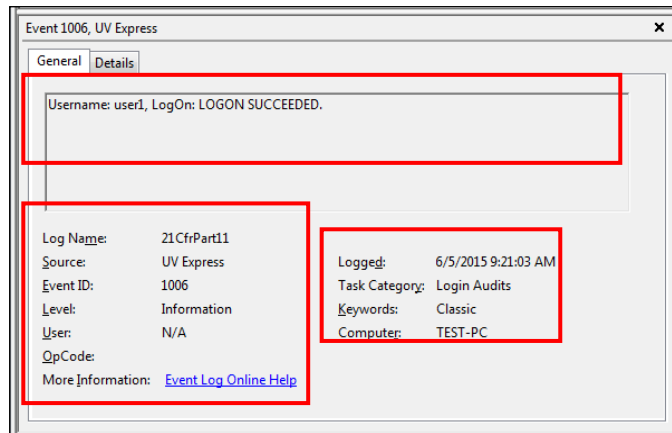 Event 1006, UV Express
General Details
Username: user1, LogOn: LOGON SUCCEEDED.
Log Name: 21CfrPart11
Source: UV Express Logged: 6/5/2015 9:21:03 AM
Event ID: 1006 Task Category: Login Audits
Level: Information Keywords: Classic
User: N/A Computer: TEST-PC
OpCode:
More Information: Event Log Online Help